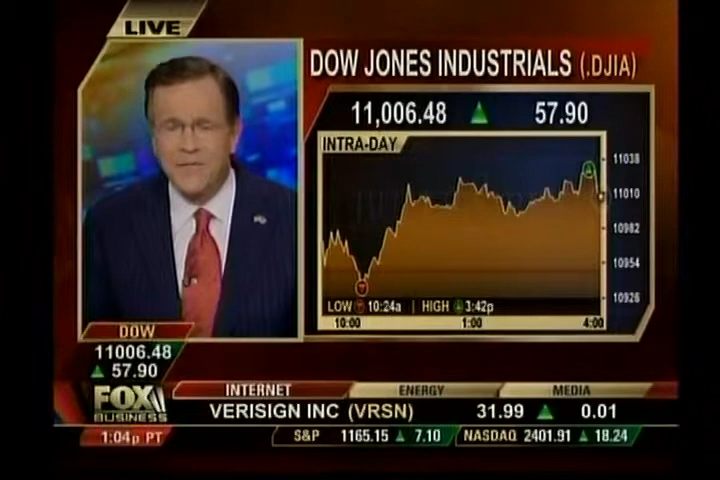 LIVE
DOW JONES INDUSTRIALS (.DJIA)
11,006.48 57.90
INTRA-DAY
11038
11010
10982
10954
10926
LOW 10:24a | HIGH 3:42p
10:00 1:00 4:00
DOW
11006.48
57.90
FOX
BUSINESS
1:04p PT
INTERNET ENERGY MEDIA
VERISIGN INC (VRSN) 31.99 0.01
S&P 1165.15 7.10 NASDAQ 2401.91 18.24